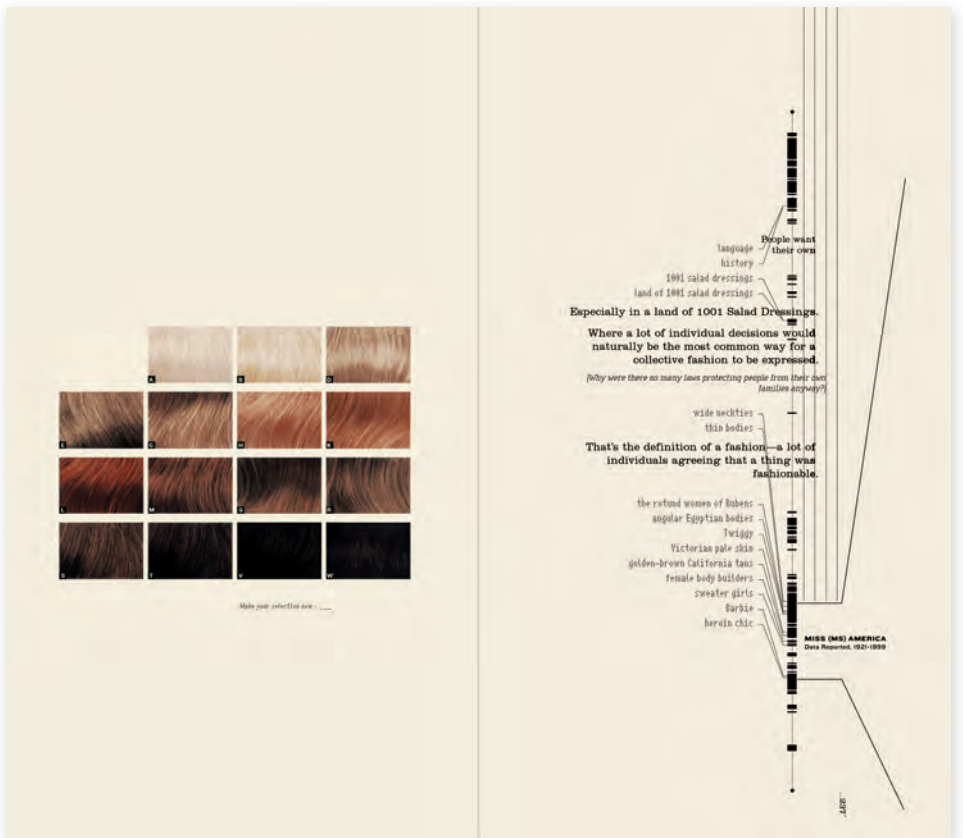 A
B
D
E
G
H
K
L
M
Q
R
S
T
V
W
Make your selection now :
People want
their own
language
history
1001 salad dressings
land of 1001 salad dressings
Especially in a land of 1001 Salad Dressings.
Where a lot of individual decisions would
naturally be the most common way for a
collective fashion to be expressed.
(Why were there so many laws protecting people from their own
families anyway?)
wide neckties
thin bodies
That's the definition of a fashion—a lot of
individuals agreeing that a thing was
fashionable.
the rotund women of Rubens
angular Egyptian bodies
Twiggy
Victorian pale skin
golden-brown California tans
female body builders
sweater girls
Barbie
heroin chic
MISS (MS) AMERICA
Data Reported, 1921-1999